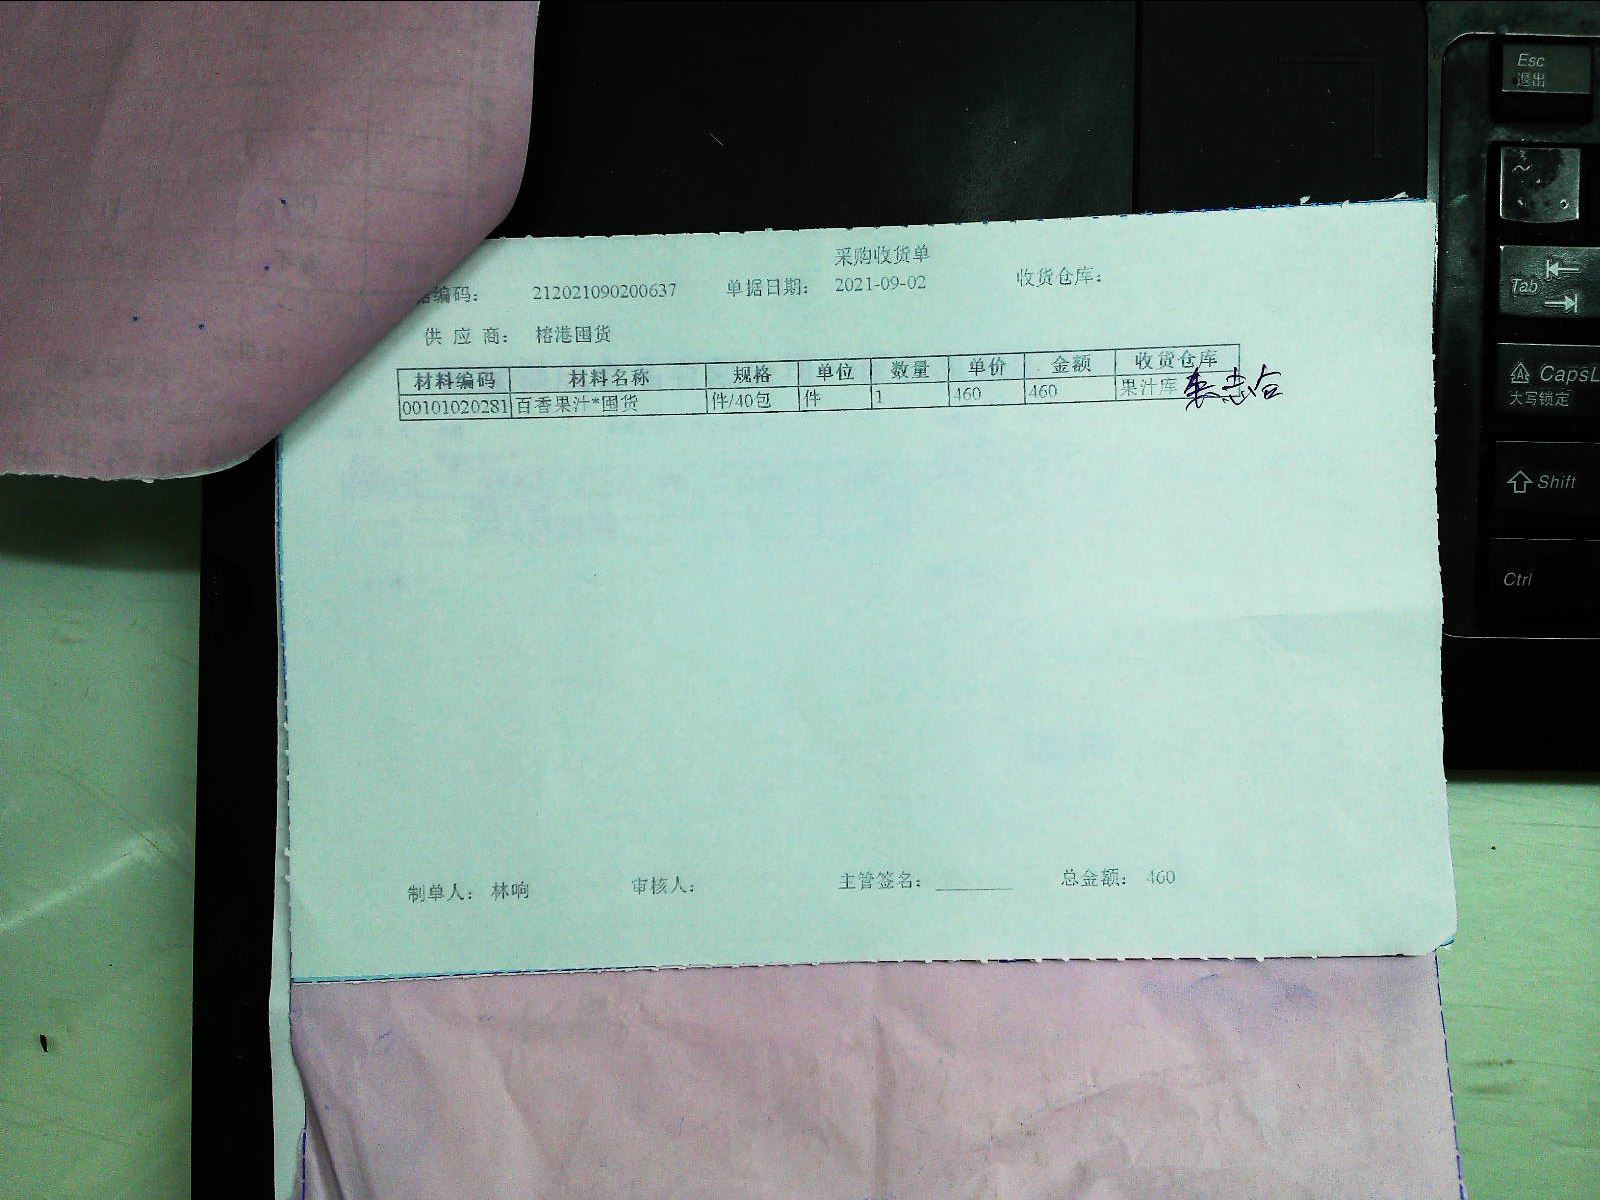 采购收货单
编码： 212021090200637 单据日期： 2021-09-02 收货仓库：
供 应 商： 榕港囤货
材料编码 材料名称 规格 单位 数量 单价 金额 收货仓库
00101020281 百香果汁*囤货 件/40包 件 1 460 460 果汁库
制单人： 林响 审核人： 主管签名： ________ 总金额： 460
Esc
退出
~
Tab
CapsL
大写锁定
Shift
Ctrl